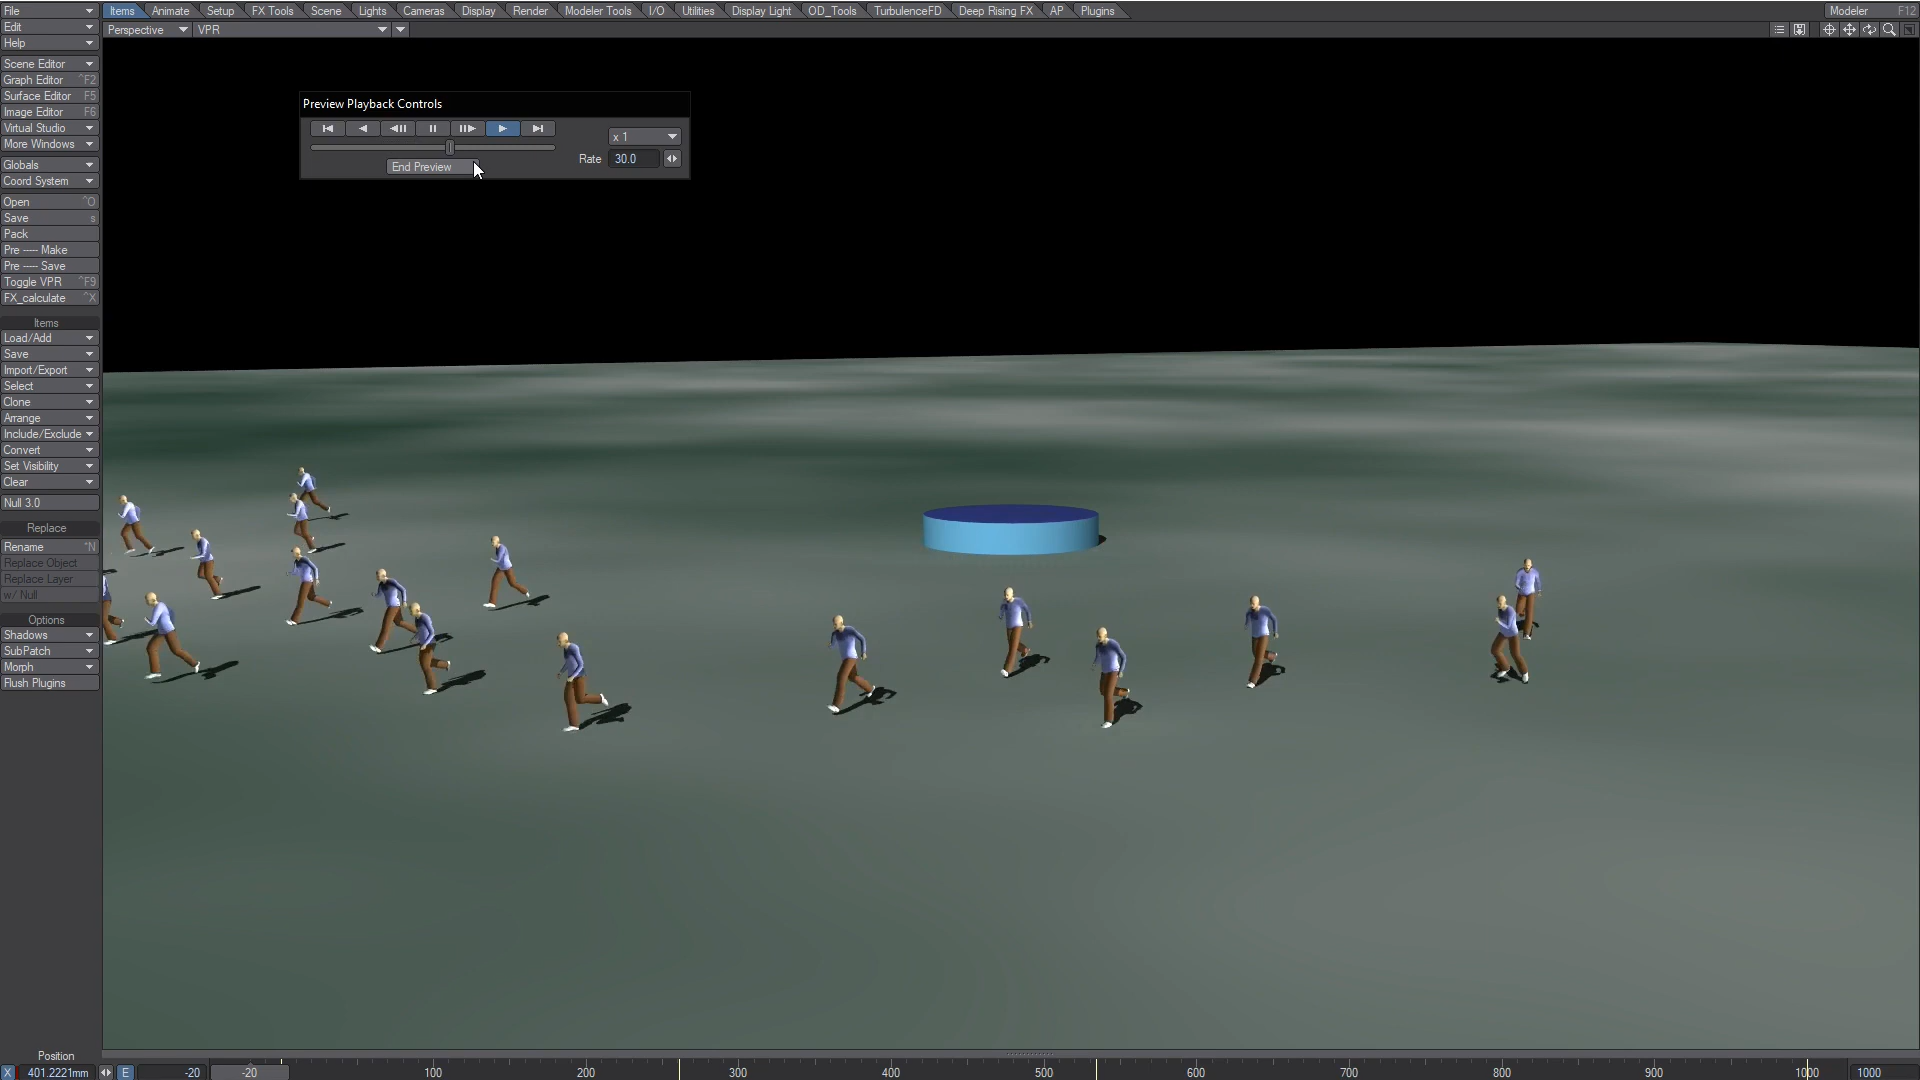 File Items Animate Setup FX Tools Scene Lights Cameras Display Render Modeler Tools I/O Utilities Display Light OD_Tools TurbulenceFD Deep Rising FX AP Plugins Modeler F12
Edit Perspective VPR
Help
Scene Editor
Graph Editor ^F2
Surface Editor F5
Image Editor F6
Virtual Studio
More Windows
Globals
Coord System
Open ^O
Save s
Pack
Pre ---- Make
Pre ---- Save
Toggle VPR ^F9
FX_calculate ^X
Items
Load/Add
Save
Import/Export
Select
Clone
Arrange
Include/Exclude
Convert
Set Visibility
Clear
Null 3.0
Replace
Rename ^N
Replace Object
Replace Layer
w/ Null
Options
Shadows
SubPatch
Morph
Flush Plugins
Preview Playback Controls
x 1
Rate 30.0
End Preview
Position
X 401.2221mm E -20 -20 100 200 300 400 500 600 700 800 900 1000 1000